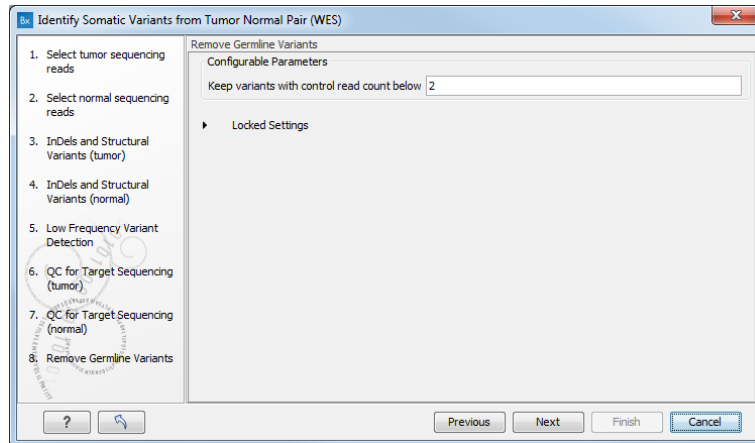 Bx Identify Somatic Variants from Tumor Normal Pair (WES)
X
1. Select tumor sequencing
reads
2. Select normal sequencing
reads
3. InDels and Structural
Variants (tumor)
4. InDels and Structural
Variants (normal)
5. Low Frequency Variant
Detection
6. QC for Target Sequencing
(tumor)
7. QC for Target Sequencing
(normal)
8. Remove Germline Variants
Remove Germline Variants
Configurable Parameters
Keep variants with control read count below 2
Locked Settings
? Previous Next Finish Cancel